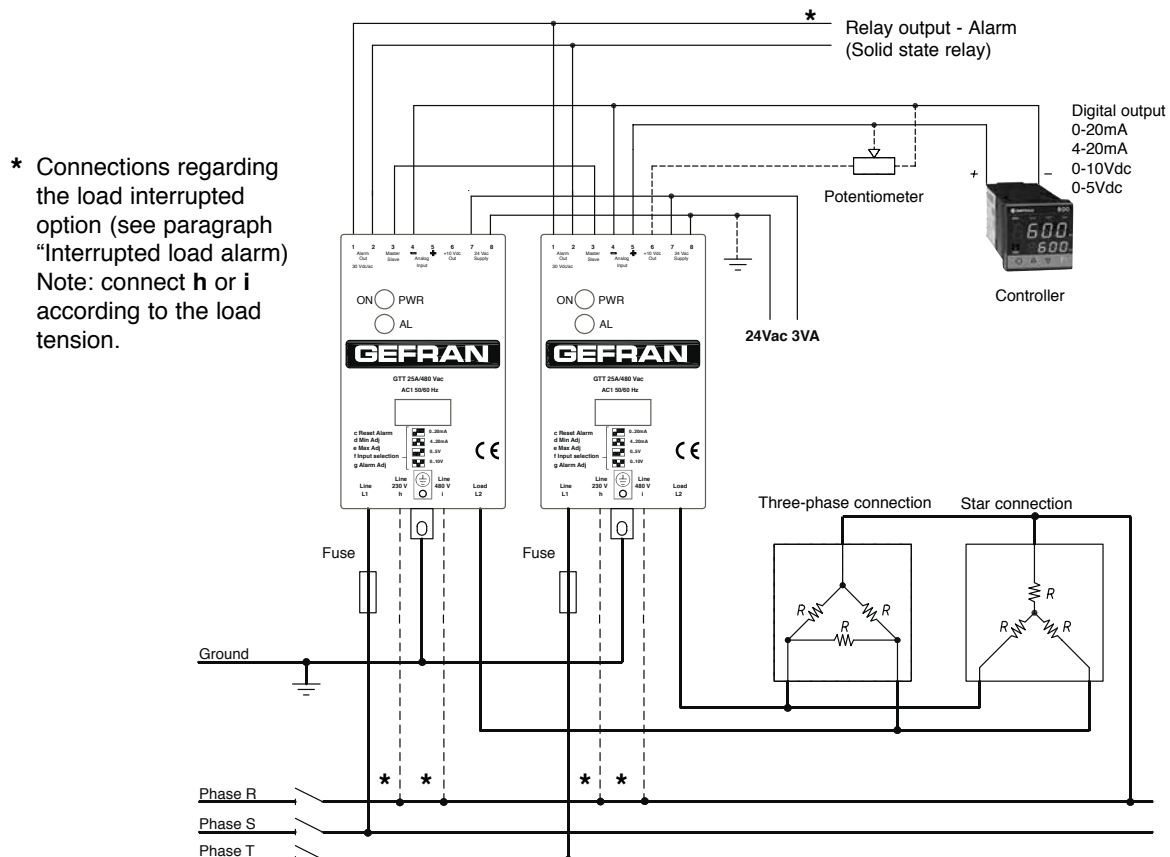 *
Relay output - Alarm
(Solid state relay)
* Connections regarding
the load interrupted
option (see paragraph
“Interrupted load alarm)
Note: connect h or i
according to the load
tension.
Digital output
0-20mA
4-20mA
0-10Vdc
0-5Vdc
+
−
Potentiometer
600
600
Controller
24Vac 3VA
1 2 3 4 5 6 7 8
Alarm Out
30 Vdc/ac
Master Slave
- Analog Input +
+10 Vdc Out
24 Vac Supply
ON PWR
AL
GEFRAN
GTT 25A/480 Vac
AC1 50/60 Hz
c Reset Alarm
d Min Adj
e Max Adj
f Input selection
g Alarm Adj
0..20mA
4..20mA
0..5V
0..10V
CE
Line L1
Line 230 V h
Line 480 V i
Load L2
1 2 3 4 5 6 7 8
Alarm Out
30 Vdc/ac
Master Slave
- Analog Input +
+10 Vdc Out
24 Vac Supply
ON PWR
AL
GEFRAN
GTT 25A/480 Vac
AC1 50/60 Hz
c Reset Alarm
d Min Adj
e Max Adj
f Input selection
g Alarm Adj
0..20mA
4..20mA
0..5V
0..10V
CE
Line L1
Line 230 V h
Line 480 V i
Load L2
Three-phase connection
Star connection
Fuse
Fuse
R
R
R
R
R
R
Ground
* *
* *
Phase R
Phase S
Phase T